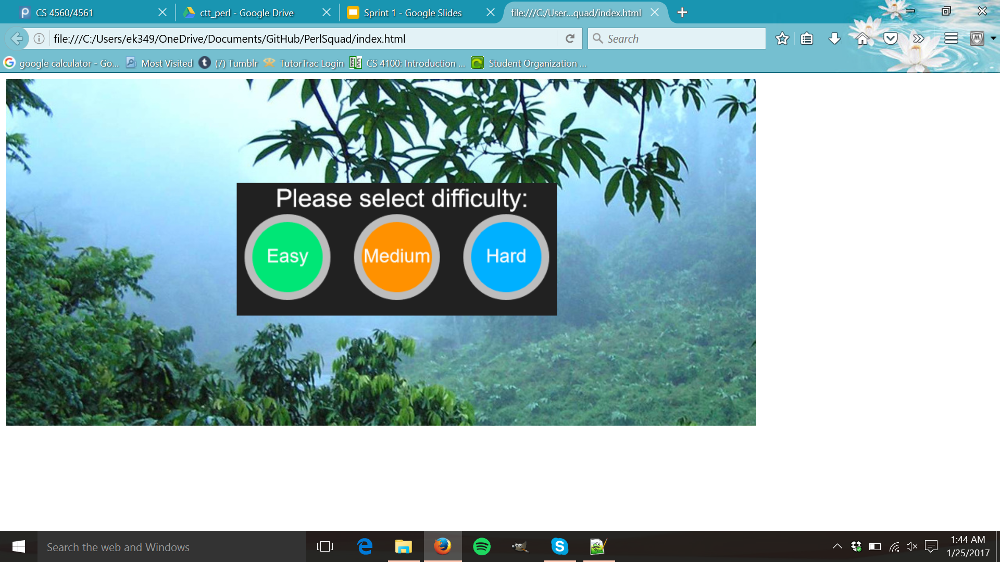 CS 4560/4561
ctt_perl - Google Drive
Sprint 1 - Google Slides
file:///C:/User...quad/index.html
file:///C:/Users/ek349/OneDrive/Documents/GitHub/PerlSquad/index.html
Search
google calculator - Go...
Most Visited
(7) Tumblr
TutorTrac Login
CS 4100: Introduction ...
Student Organization ...
Please select difficulty:
Easy
Medium
Hard
Search the web and Windows
1:44 AM
1/25/2017